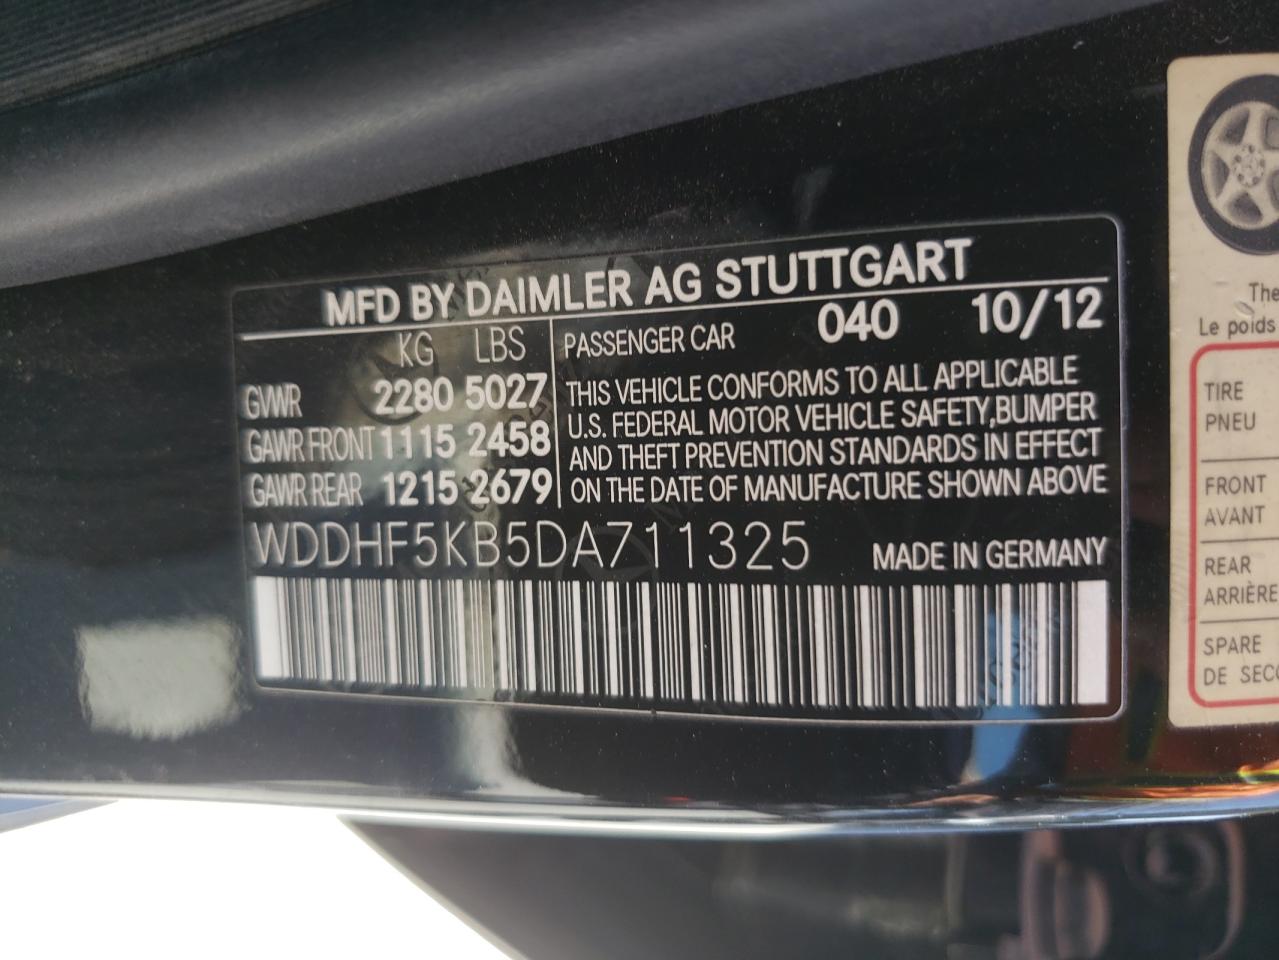 MFD BY DAIMLER AG STUTTGART
KG LBS
PASSENGER CAR 040 10/12
GVWR 2280 5027
GAWR FRONT 1115 2458
GAWR REAR 1215 2679
THIS VEHICLE CONFORMS TO ALL APPLICABLE
U.S. FEDERAL MOTOR VEHICLE SAFETY,BUMPER
AND THEFT PREVENTION STANDARDS IN EFFECT
ON THE DATE OF MANUFACTURE SHOWN ABOVE
WDDHF5KB5DA711325
MADE IN GERMANY
The
Le poids
TIRE
PNEU
FRONT
AVANT
REAR
ARRIÈRE
SPARE
DE SEC